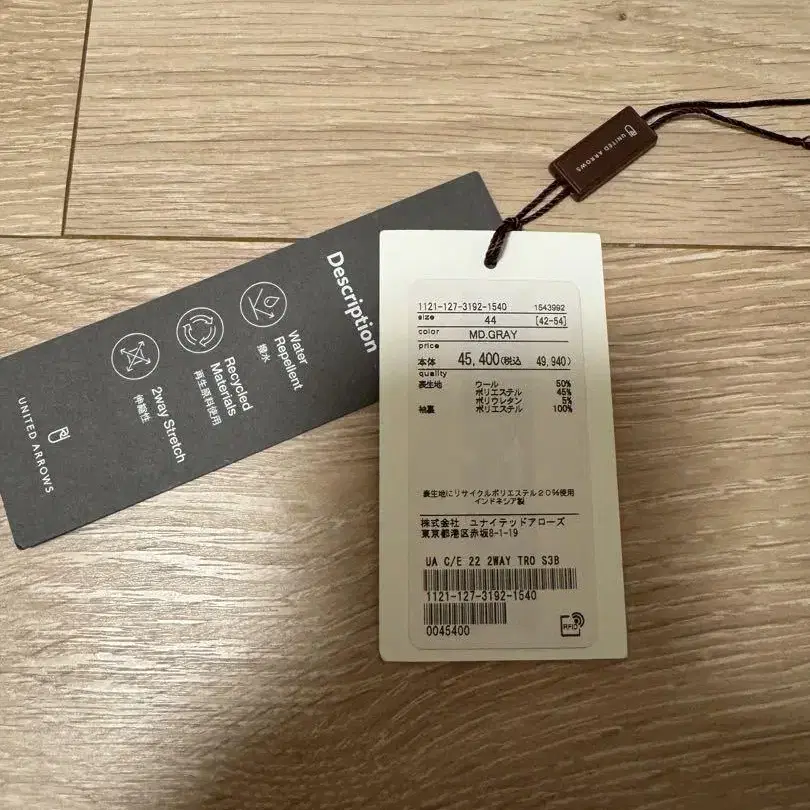 UNITED ARROWS
Description
Water
Repellent
撥水
Recycled
Materials
再生原料使用
2way Stretch
伸縮性
UNITED ARROWS
1121-127-3192-1540 1543992
size 44 [42-54]
color MD.GRAY
price
本体 45,400(税込 49,940)
quality
表生地 ウール 50%
ポリエステル 45%
ポリウレタン 5%
袖裏 ポリエステル 100%
表生地にリサイクルポリエステル20%使用
インドネシア製
株式会社 ユナイテッドアローズ
東京都港区赤坂8-1-19
UA C/E 22 2WAY TRO S3B
1121-127-3192-1540
0045400
RFID